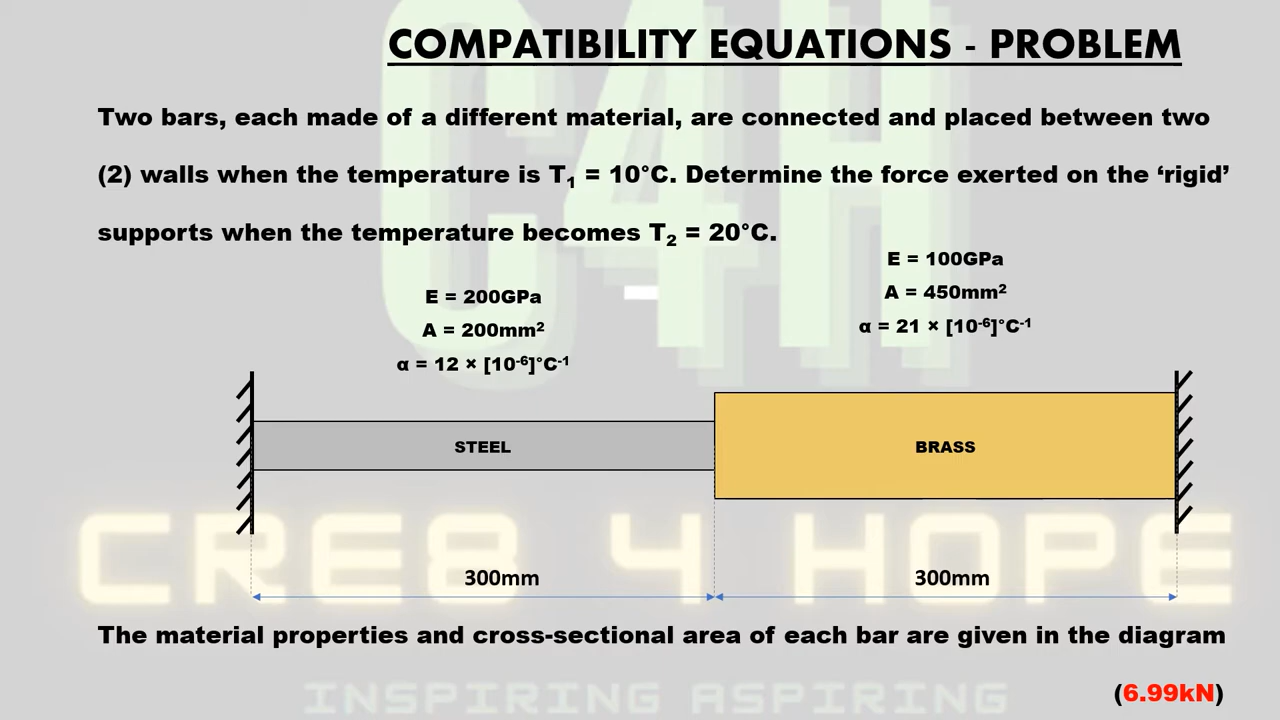 COMPATIBILITY EQUATIONS - PROBLEM
Two bars, each made of a different material, are connected and placed between two
(2) walls when the temperature is T₁ = 10°C. Determine the force exerted on the ‘rigid’
supports when the temperature becomes T₂ = 20°C.
E = 200GPa
A = 200mm²
α = 12 × [10⁻⁶]°C⁻¹
E = 100GPa
A = 450mm²
α = 21 × [10⁻⁶]°C⁻¹
STEEL
BRASS
300mm
300mm
The material properties and cross-sectional area of each bar are given in the diagram
(6.99kN)
C4H
CRE8 4 HOPE
INSPIRING ASPIRING